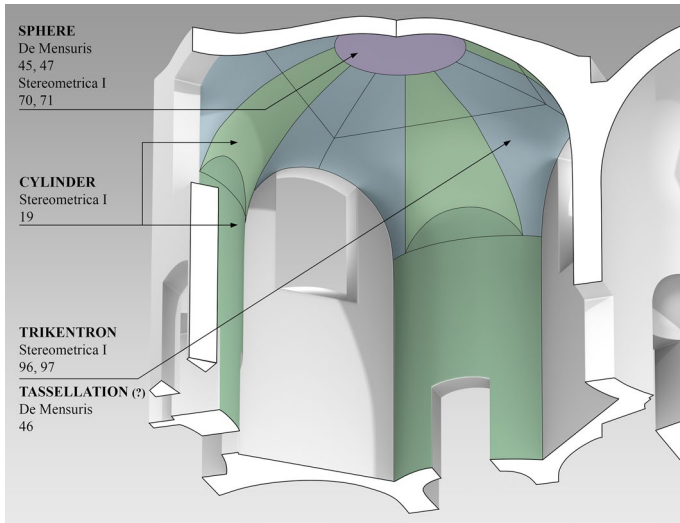 SPHERE
De Mensuris
45, 47
Stereometrica I
70, 71
CYLINDER
Stereometrica I
19
TRIKENTRON
Stereometrica I
96, 97
TASSELLATION (?)
De Mensuris
46